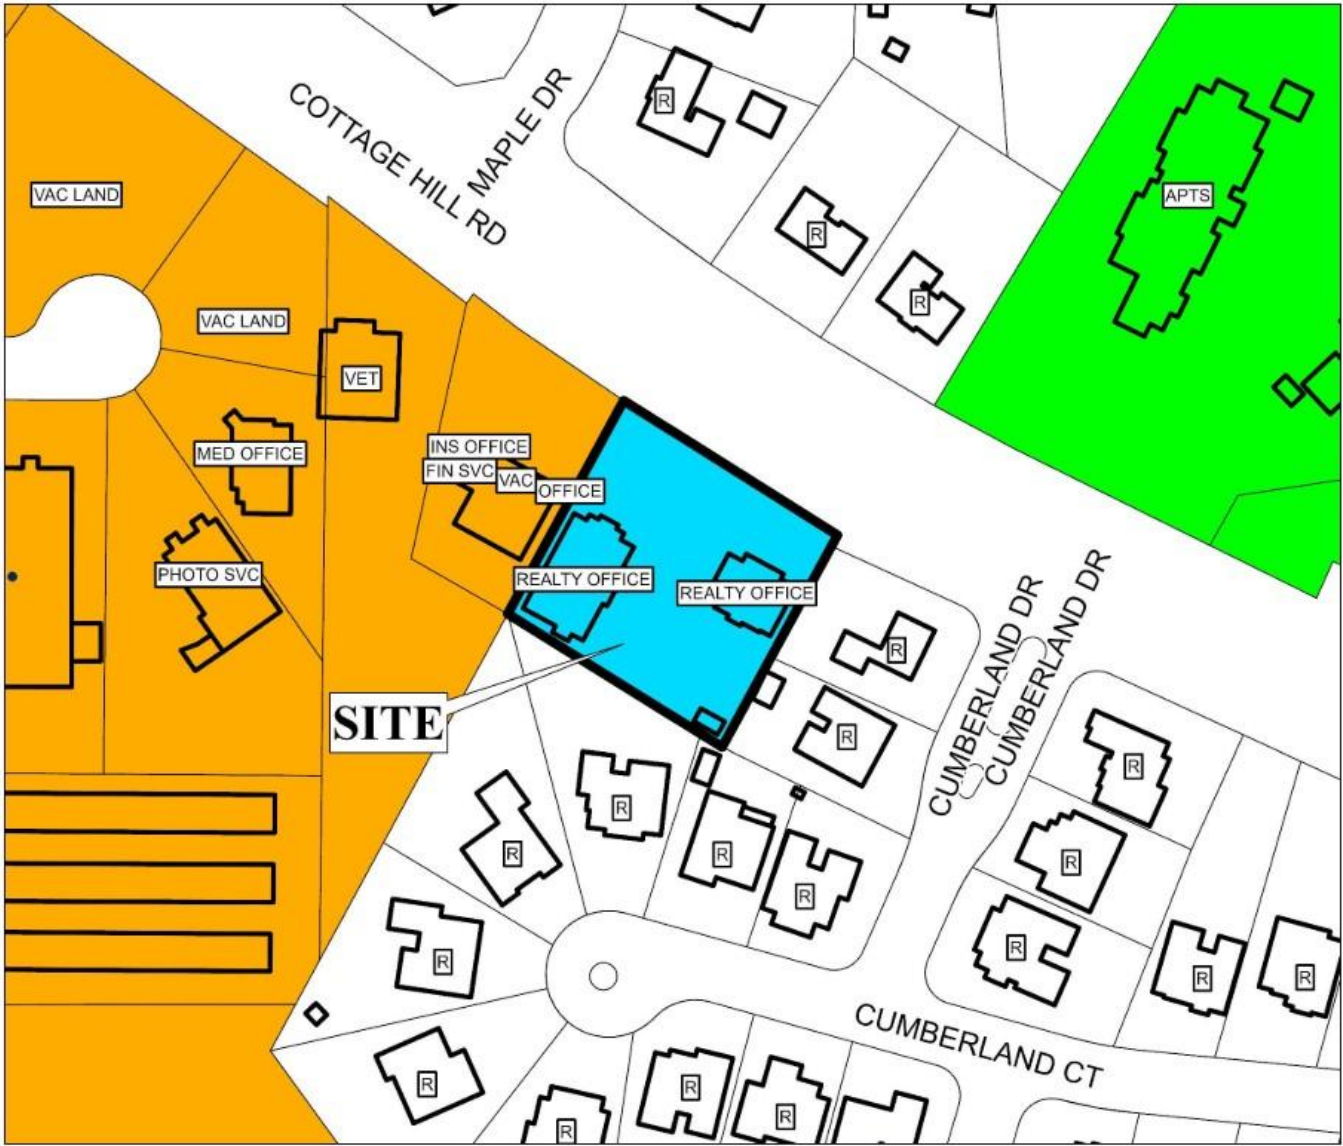 COTTAGE HILL RD
MAPLE DR
R
VAC LAND
APTS
R
R
VAC LAND
VET
INS OFFICE
MED OFFICE
FIN SVC
VAC
OFFICE
PHOTO SVC
REALTY OFFICE
REALTY OFFICE
CUMBERLAND DR
CUMBERLAND DR
R
SITE
R
R
R
R
R
R
R
R
R
R
R
R
CUMBERLAND CT
R
R
R
R